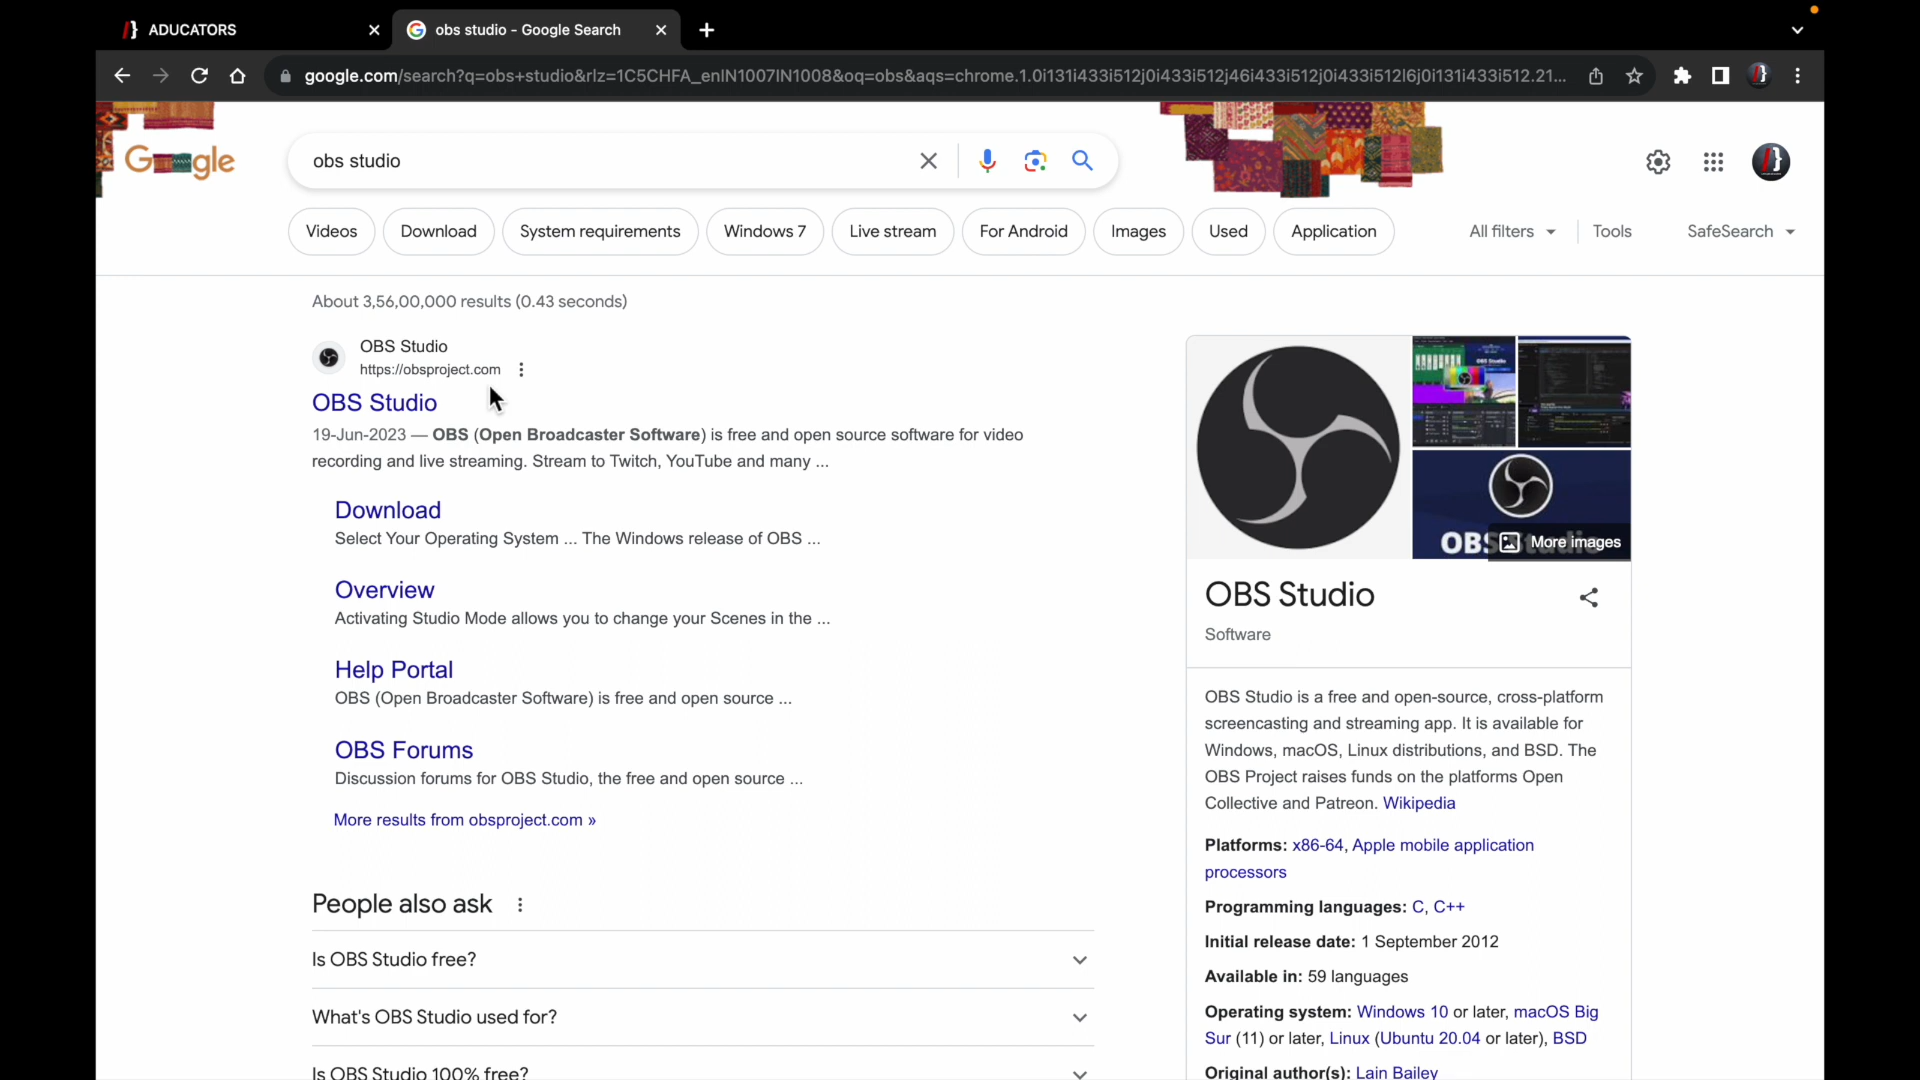 ADUCATORS
obs studio - Google Search
google.com/search?q=obs+studio&rlz=1C5CHFA_enIN1007IN1008&oq=obs&aqs=chrome.1.0i131i433i512j0i433i512j46i433i512j0i433i512l6j0i131i433i512.21...
Google
obs studio
Videos
Download
System requirements
Windows 7
Live stream
For Android
Images
Used
Application
All filters
Tools
SafeSearch
About 3,56,00,000 results (0.43 seconds)
OBS Studio
https://obsproject.com
OBS Studio
19-Jun-2023 — OBS (Open Broadcaster Software) is free and open source software for video
recording and live streaming. Stream to Twitch, YouTube and many ...
Download
Select Your Operating System ... The Windows release of OBS ...
Overview
Activating Studio Mode allows you to change your Scenes in the ...
Help Portal
OBS (Open Broadcaster Software) is free and open source ...
OBS Forums
Discussion forums for OBS Studio, the free and open source ...
More results from obsproject.com »
People also ask
Is OBS Studio free?
What's OBS Studio used for?
Is OBS Studio 100% free?
OBS Studio
More images
OBS Studio
Software
OBS Studio is a free and open-source, cross-platform
screencasting and streaming app. It is available for
Windows, macOS, Linux distributions, and BSD. The
OBS Project raises funds on the platforms Open
Collective and Patreon. Wikipedia
Platforms: x86-64, Apple mobile application
processors
Programming languages: C, C++
Initial release date: 1 September 2012
Available in: 59 languages
Operating system: Windows 10 or later, macOS Big
Sur (11) or later, Linux (Ubuntu 20.04 or later), BSD
Original author(s): Lain Bailey